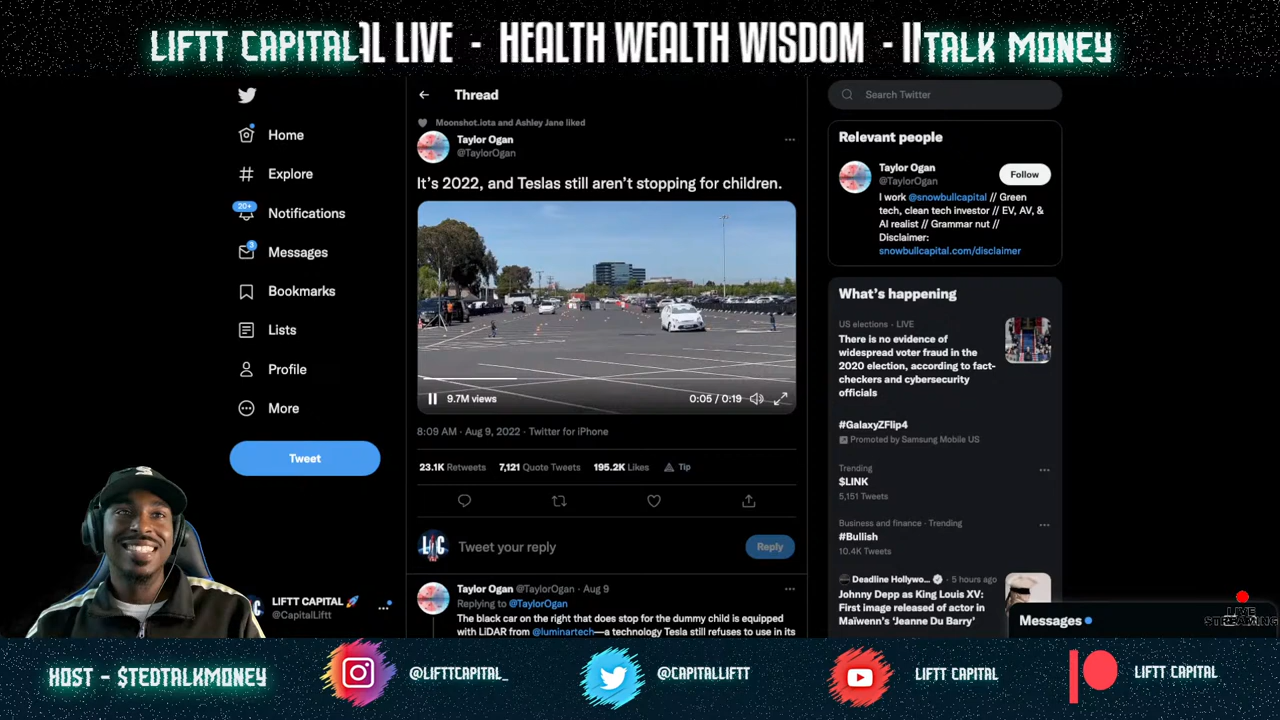 LIFTT CAPITAL
LIVE - HEALTH WEALTH WISDOM -
TALK MONEY
Thread
Search Twitter
Moonshot.iota and Ashley Jane liked
Taylor Ogan
@TaylorOgan
It's 2022, and Teslas still aren't stopping for children.
9.7M views
0:05 / 0:19
8:09 AM · Aug 9, 2022 · Twitter for iPhone
23.1K Retweets 7,121 Quote Tweets 195.2K Likes Tip
Tweet your reply
Reply
Taylor Ogan @TaylorOgan · Aug 9
Replying to @TaylorOgan
The black car on the right that does stop for the dummy child is equipped
with LiDAR from @luminartech—a technology Tesla still refuses to use in its
Home
Explore
20+
Notifications
3
Messages
Bookmarks
Lists
Profile
More
Tweet
LIFTT CAPITAL 🚀
@CapitalLiftt
Relevant people
Taylor Ogan
@TaylorOgan
Follow
I work @snowbullcapital // Green
tech, clean tech investor // EV, AV, &
AI realist // Grammar nut //
Disclaimer:
snowbullcapital.com/disclaimer
What's happening
US elections · LIVE
There is no evidence of
widespread voter fraud in the
2020 election, according to fact-
checkers and cybersecurity
officials
#GalaxyZFlip4
Promoted by Samsung Mobile US
Trending
$LINK
5,151 Tweets
Business and finance · Trending
#Bullish
10.4K Tweets
Deadline Hollywo... · 5 hours ago
Johnny Depp as King Louis XV:
First image released of actor in
Maïwenn's 'Jeanne Du Barry'
Messages
LIVE
STREAMING
HOST - $TEDTALKMONEY
@LIFTTCAPITAL_
@CAPITALLIFTT
LIFTT CAPITAL
LIFTT CAPITAL